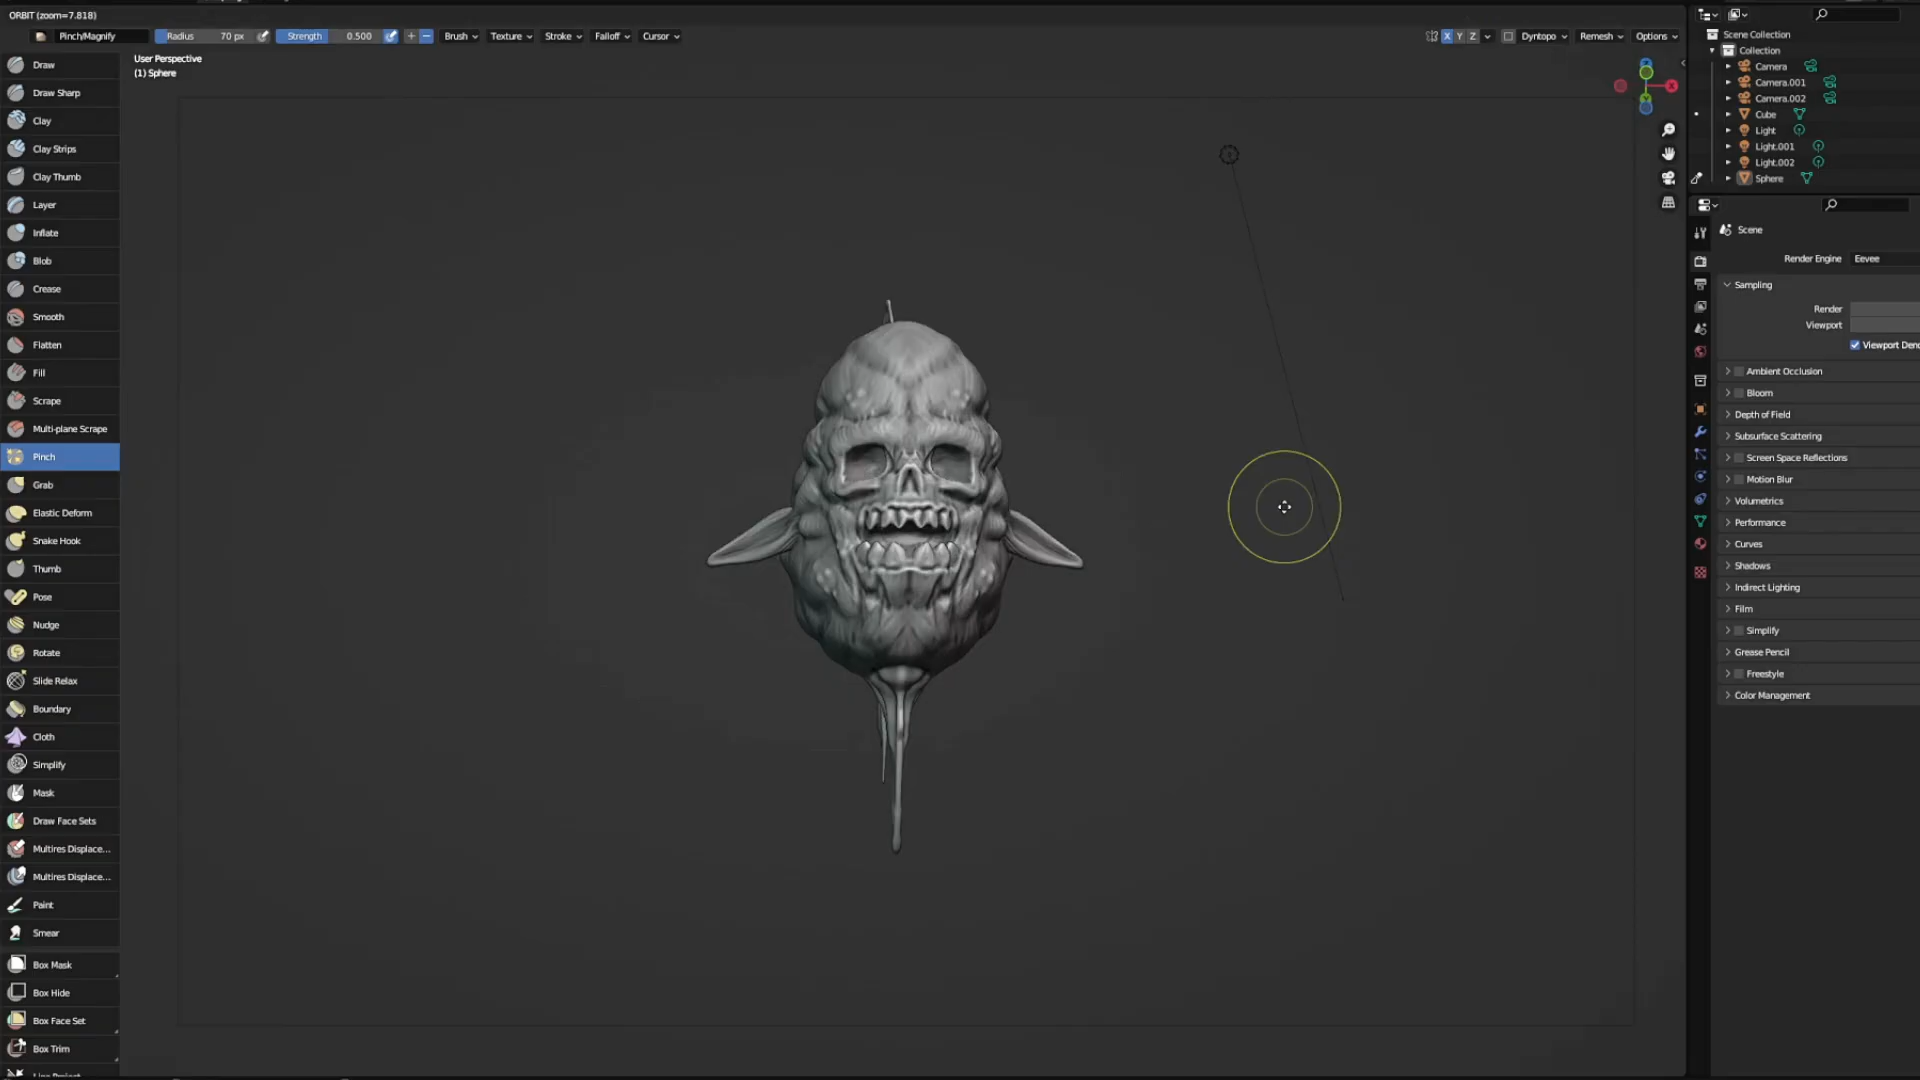 ORBIT (zoom=7.818)
Pinch/Magnify Radius 70 px Strength 0.500 + − Brush Texture Stroke Falloff Cursor
X Y Z Dyntopo Remesh Options
User Perspective
(1) Sphere
Draw
Draw Sharp
Clay
Clay Strips
Clay Thumb
Layer
Inflate
Blob
Crease
Smooth
Flatten
Fill
Scrape
Multi-plane Scrape
Pinch
Grab
Elastic Deform
Snake Hook
Thumb
Pose
Nudge
Rotate
Slide Relax
Boundary
Cloth
Simplify
Mask
Draw Face Sets
Multires Displace...
Multires Displace...
Paint
Smear
Box Mask
Box Hide
Box Face Set
Box Trim
X
Scene Collection
Collection
Camera
Camera.001
Camera.002
Cube
Light
Light.001
Light.002
Sphere
Scene
Render Engine Eevee
Sampling
Render
Viewport
Viewport Deno
Ambient Occlusion
Bloom
Depth of Field
Subsurface Scattering
Screen Space Reflections
Motion Blur
Volumetrics
Performance
Curves
Shadows
Indirect Lighting
Film
Simplify
Grease Pencil
Freestyle
Color Management